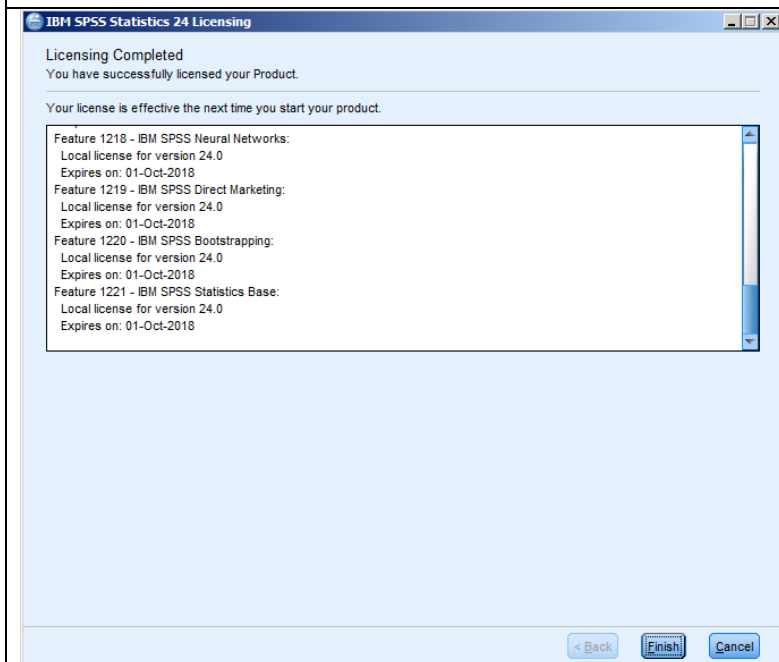 IBM SPSS Statistics 24 Licensing
Licensing Completed
You have successfully licensed your Product.
Your license is effective the next time you start your product.
Feature 1218 - IBM SPSS Neural Networks:
Local license for version 24.0
Expires on: 01-Oct-2018
Feature 1219 - IBM SPSS Direct Marketing:
Local license for version 24.0
Expires on: 01-Oct-2018
Feature 1220 - IBM SPSS Bootstrapping:
Local license for version 24.0
Expires on: 01-Oct-2018
Feature 1221 - IBM SPSS Statistics Base:
Local license for version 24.0
Expires on: 01-Oct-2018
< Back Finish Cancel